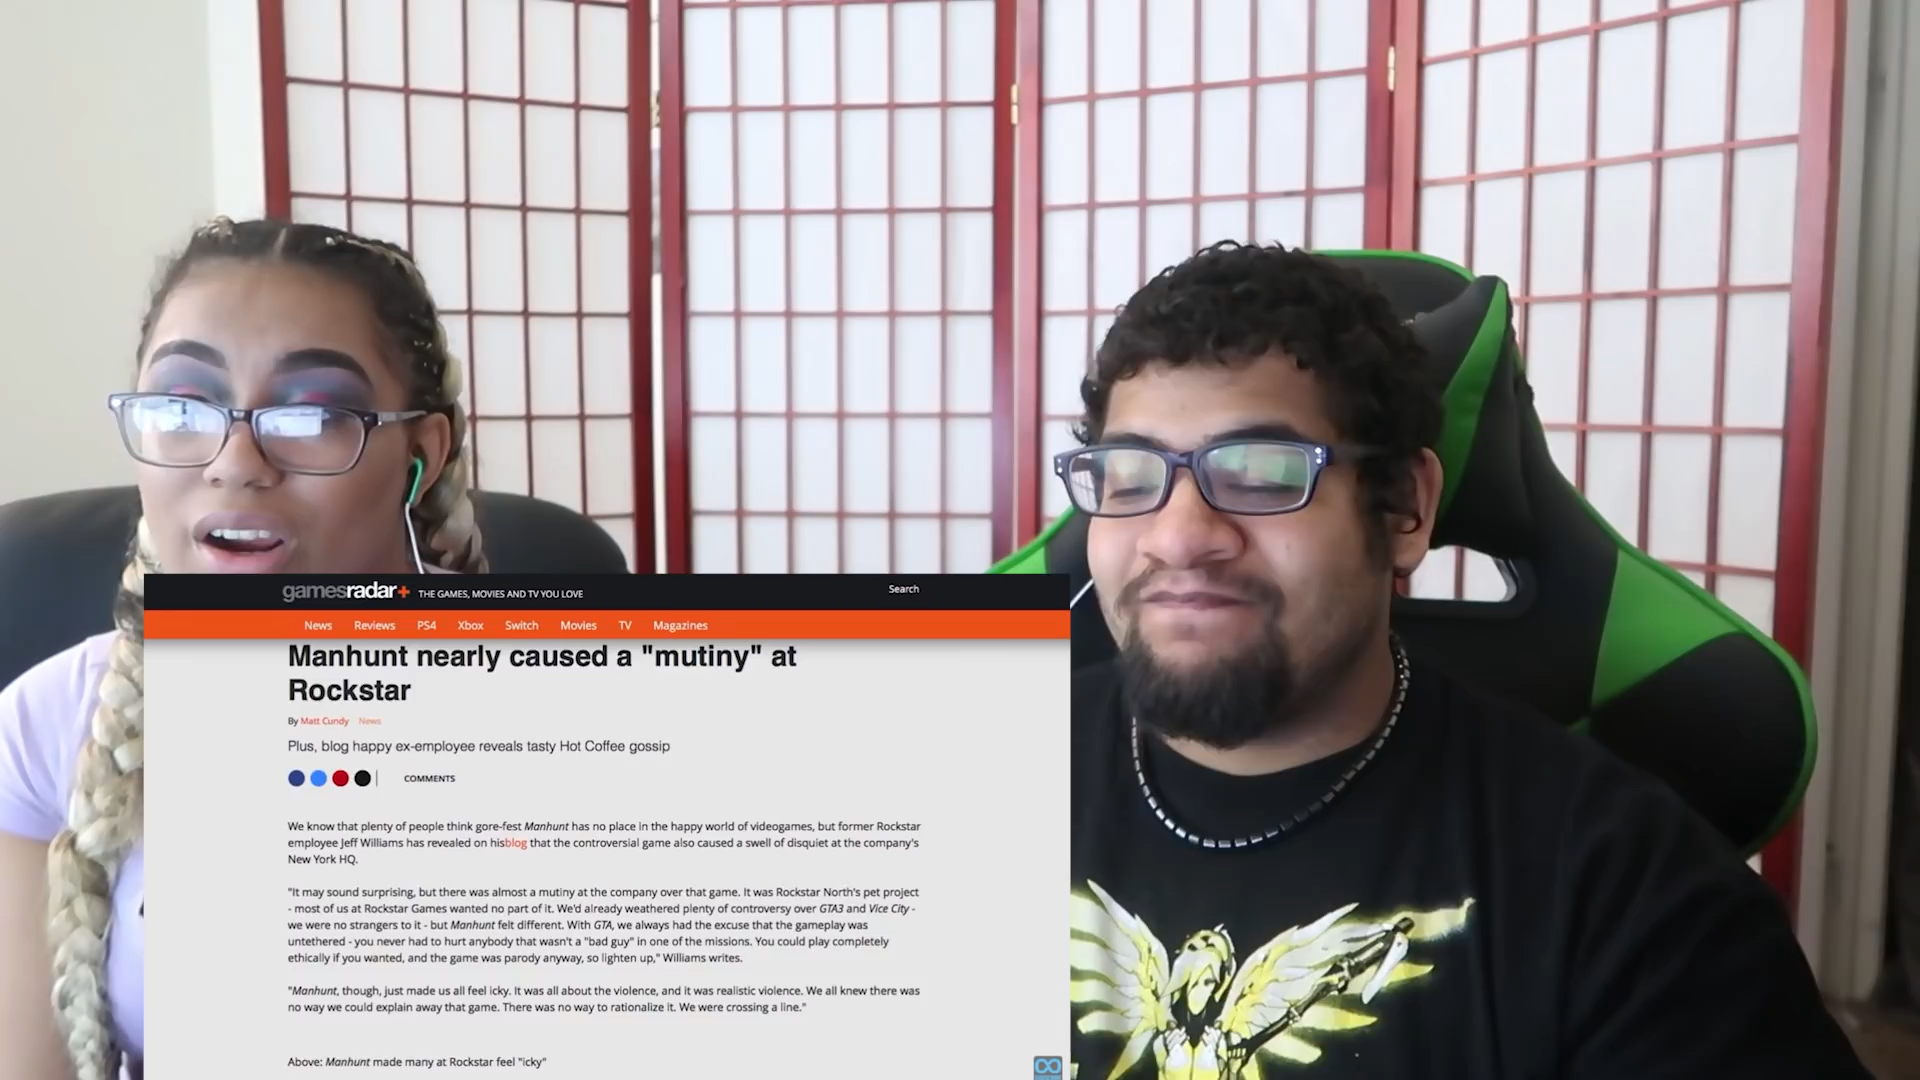 gamesradar+ THE GAMES, MOVIES AND TV YOU LOVE
Search
News Reviews PS4 Xbox Switch Movies TV Magazines
Manhunt nearly caused a "mutiny" at
Rockstar
By Matt Cundy News
Plus, blog happy ex-employee reveals tasty Hot Coffee gossip
COMMENTS
We know that plenty of people think gore-fest Manhunt has no place in the happy world of videogames, but former Rockstar
employee Jeff Williams has revealed on hisblog that the controversial game also caused a swell of disquiet at the company's
New York HQ.
"It may sound surprising, but there was almost a mutiny at the company over that game. It was Rockstar North's pet project
- most of us at Rockstar Games wanted no part of it. We'd already weathered plenty of controversy over GTA3 and Vice City -
we were no strangers to it - but Manhunt felt different. With GTA, we always had the excuse that the gameplay was
untethered - you never had to hurt anybody that wasn't a "bad guy" in one of the missions. You could play completely
ethically if you wanted, and the game was parody anyway, so lighten up," Williams writes.
"Manhunt, though, just made us all feel icky. It was all about the violence, and it was realistic violence. We all knew there was
no way we could explain away that game. There was no way to rationalize it. We were crossing a line."
Above: Manhunt made many at Rockstar feel "icky"